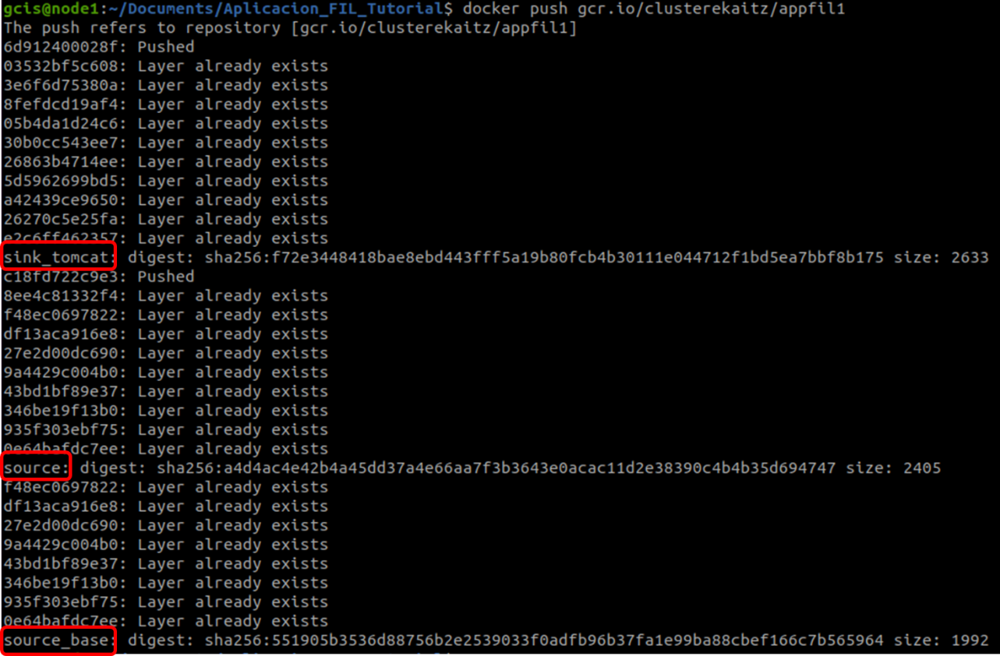 gcis@node1:~/Documents/Aplicacion_FIL_Tutorial$ docker push gcr.io/clusterekaitz/appfil1
The push refers to repository [gcr.io/clusterekaitz/appfil1]
6d912400028f: Pushed
03532bf5c608: Layer already exists
3e6f6d75380a: Layer already exists
8fefdcd19af4: Layer already exists
05b4da1d24c6: Layer already exists
30b0cc543ee7: Layer already exists
26863b4714ee: Layer already exists
5d5962699bd5: Layer already exists
a42439ce9650: Layer already exists
26270c5e25fa: Layer already exists
e2c6ff462357: Layer already exists
sink_tomcat: digest: sha256:f72e3448418bae8ebd443fff5a19b80fcb4b30111e044712f1bd5ea7bbf8b175 size: 2633
c18fd722c9e3: Pushed
8ee4c81332f4: Layer already exists
f48ec0697822: Layer already exists
df13aca916e8: Layer already exists
27e2d00dc690: Layer already exists
9a4429c004b0: Layer already exists
43bd1bf89e37: Layer already exists
346be19f13b0: Layer already exists
935f303ebf75: Layer already exists
0e64bafdc7ee: Layer already exists
source: digest: sha256:a4d4ac4e42b4a45dd37a4e66aa7f3b3643e0acac11d2e38390c4b4b35d694747 size: 2405
f48ec0697822: Layer already exists
df13aca916e8: Layer already exists
27e2d00dc690: Layer already exists
9a4429c004b0: Layer already exists
43bd1bf89e37: Layer already exists
346be19f13b0: Layer already exists
935f303ebf75: Layer already exists
0e64bafdc7ee: Layer already exists
source_base: digest: sha256:551905b3536d88756b2e2539033f0adfb96b37fa1e99ba88cbef166c7b565964 size: 1992